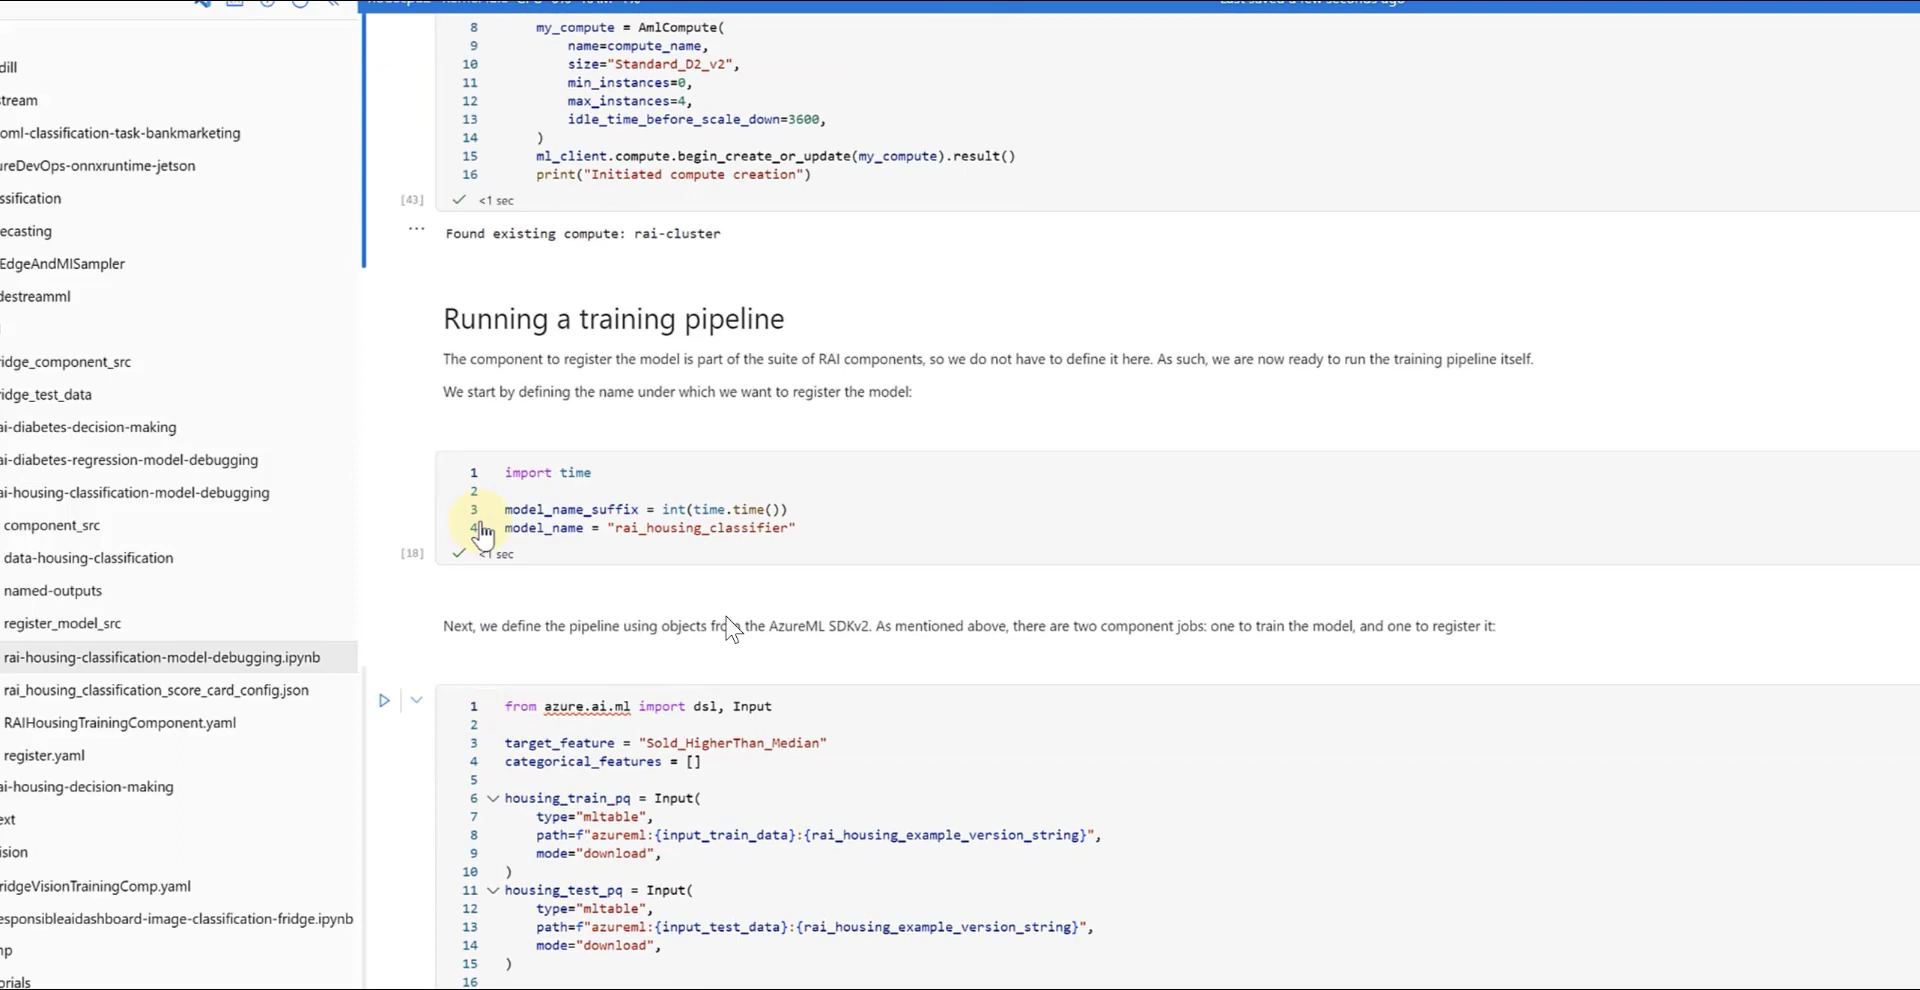 dill
stream
oml-classification-task-bankmarketing
ureDevOps-onnxruntime-jetson
ssification
ecasting
EdgeAndMlSampler
destreamml
ridge_component_src
ridge_test_data
ai-diabetes-decision-making
ai-diabetes-regression-model-debugging
ai-housing-classification-model-debugging
component_src
data-housing-classification
named-outputs
register_model_src
rai-housing-classification-model-debugging.ipynb
rai_housing_classification_score_card_config.json
RAIHousingTrainingComponent.yaml
register.yaml
ai-housing-decision-making
ext
ision
ridgeVisionTrainingComp.yaml
esponsibleaidashboard-image-classification-fridge.ipynb
mp
orials
Last saved a few seconds ago
8 my_compute = AmlCompute(
9 name=compute_name,
10 size="Standard_D2_v2",
11 min_instances=0,
12 max_instances=4,
13 idle_time_before_scale_down=3600,
14 )
15 ml_client.compute.begin_create_or_update(my_compute).result()
16 print("Initiated compute creation")
[43] <1 sec
... Found existing compute: rai-cluster
Running a training pipeline
The component to register the model is part of the suite of RAI components, so we do not have to define it here. As such, we are now ready to run the training pipeline itself.
We start by defining the name under which we want to register the model:
1 import time
2
3 model_name_suffix = int(time.time())
4 model_name = "rai_housing_classifier"
[18] <1 sec
Next, we define the pipeline using objects from the AzureML SDKv2. As mentioned above, there are two component jobs: one to train the model, and one to register it:
1 from azure.ai.ml import dsl, Input
2
3 target_feature = "Sold_HigherThan_Median"
4 categorical_features = []
5
6 housing_train_pq = Input(
7 type="mltable",
8 path=f"azureml:{input_train_data}:{rai_housing_example_version_string}",
9 mode="download",
10 )
11 housing_test_pq = Input(
12 type="mltable",
13 path=f"azureml:{input_test_data}:{rai_housing_example_version_string}",
14 mode="download",
15 )
16